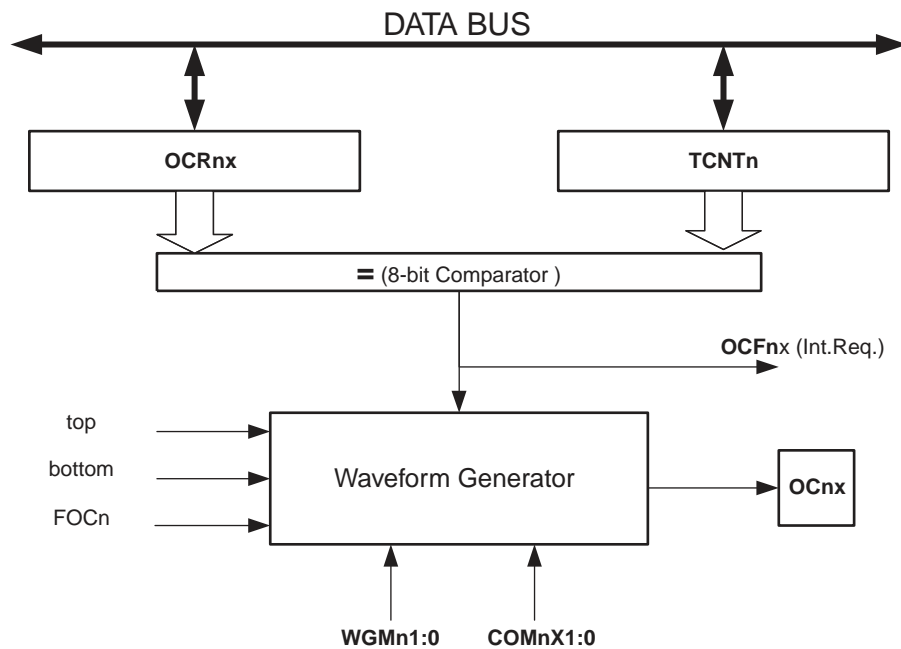 DATA BUS
OCRnx
TCNTn
= (8-bit Comparator )
OCFnx (Int.Req.)
top
bottom
FOCn
Waveform Generator
OCnx
WGMn1:0
COMnX1:0